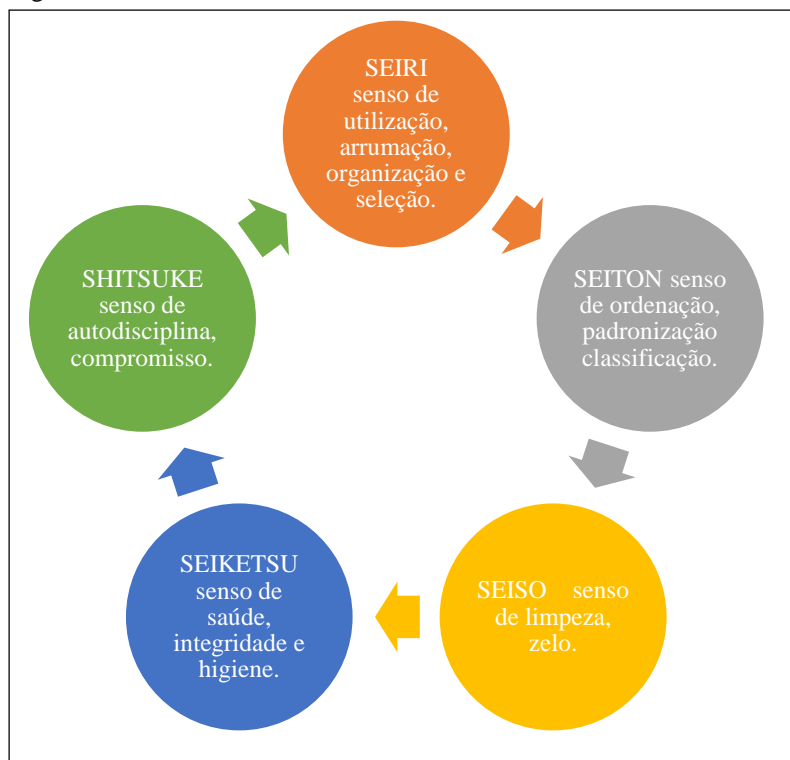 SEIRI
senso de
utilização,
arrumação,
organização e
seleção.
SEITON senso
de ordenação,
padronização
classificação.
SEISO senso
de limpeza,
zelo.
SEIKETSU
senso de
saúde,
integridade e
higiene.
SHITSUKE
senso de
autodisciplina,
compromisso.